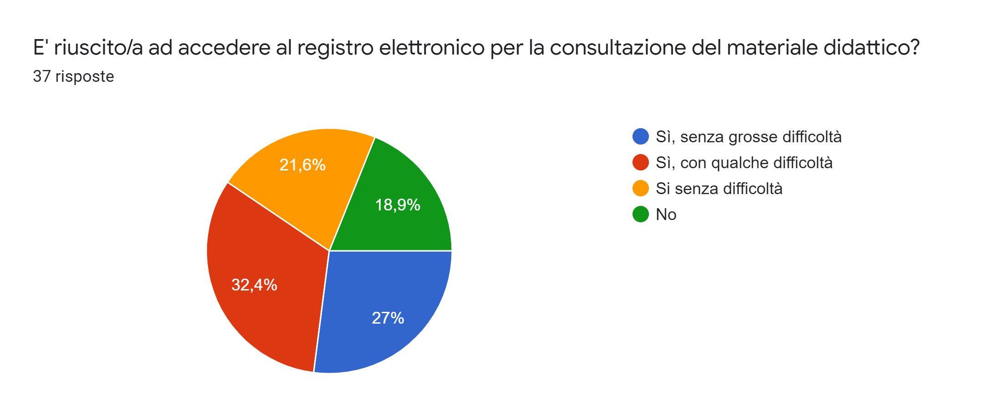 E' riuscito/a ad accedere al registro elettronico per la consultazione del materiale didattico?
37 risposte
Sì, senza grosse difficoltà
Sì, con qualche difficoltà
Si senza difficoltà
No
21,6%
18,9%
32,4%
27%